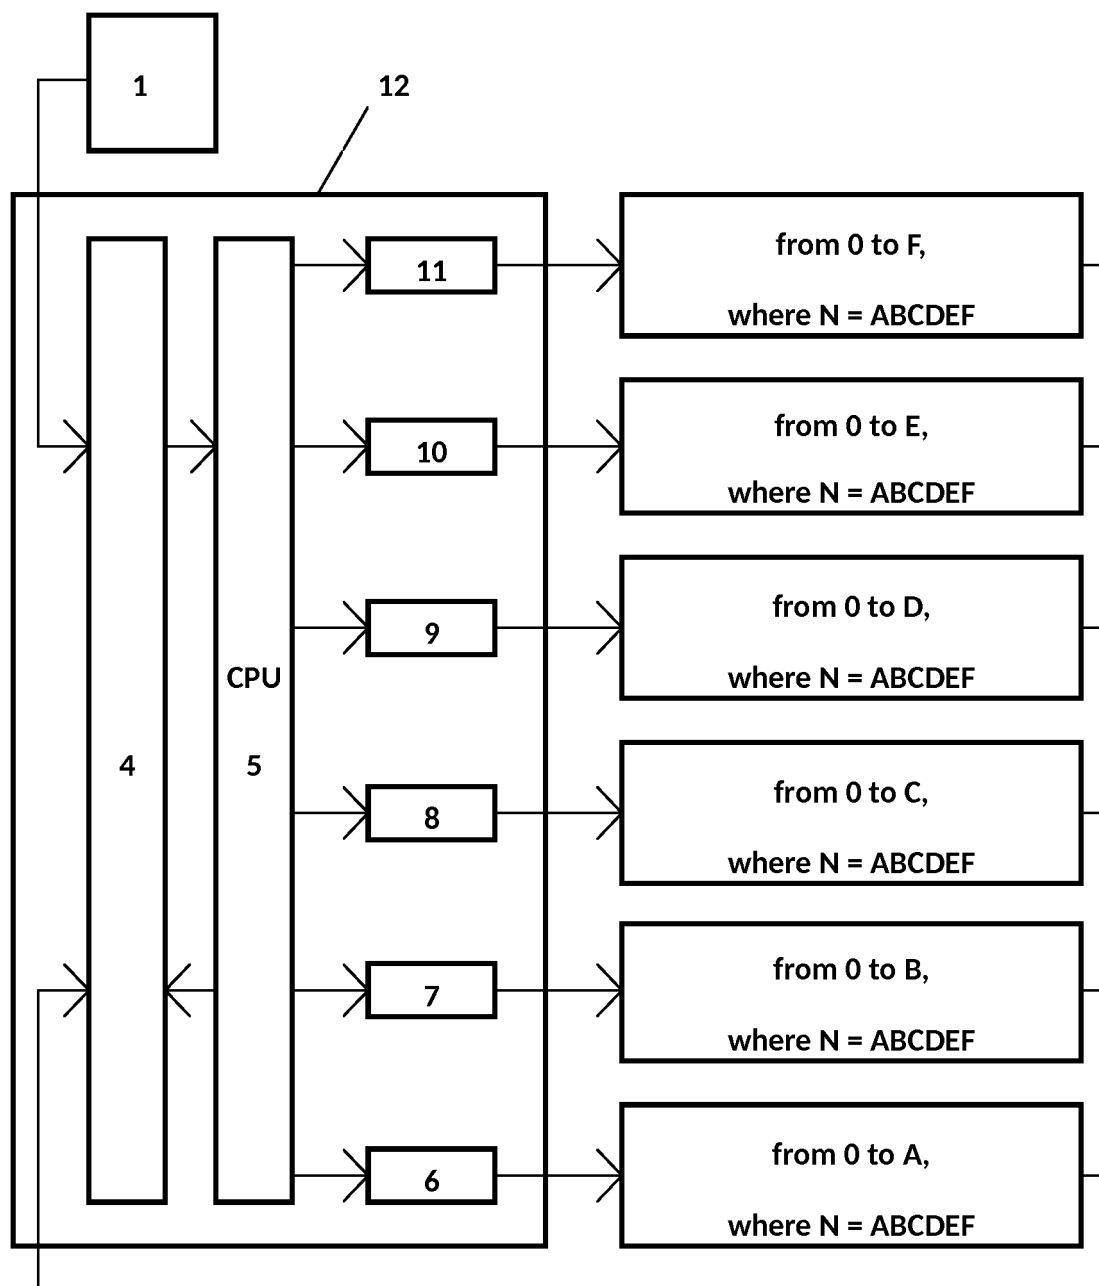 1
12
11
from 0 to F,
where N = ABCDEF
10
from 0 to E,
where N = ABCDEF
9
from 0 to D,
where N = ABCDEF
CPU
4
5
8
from 0 to C,
where N = ABCDEF
7
from 0 to B,
where N = ABCDEF
6
from 0 to A,
where N = ABCDEF